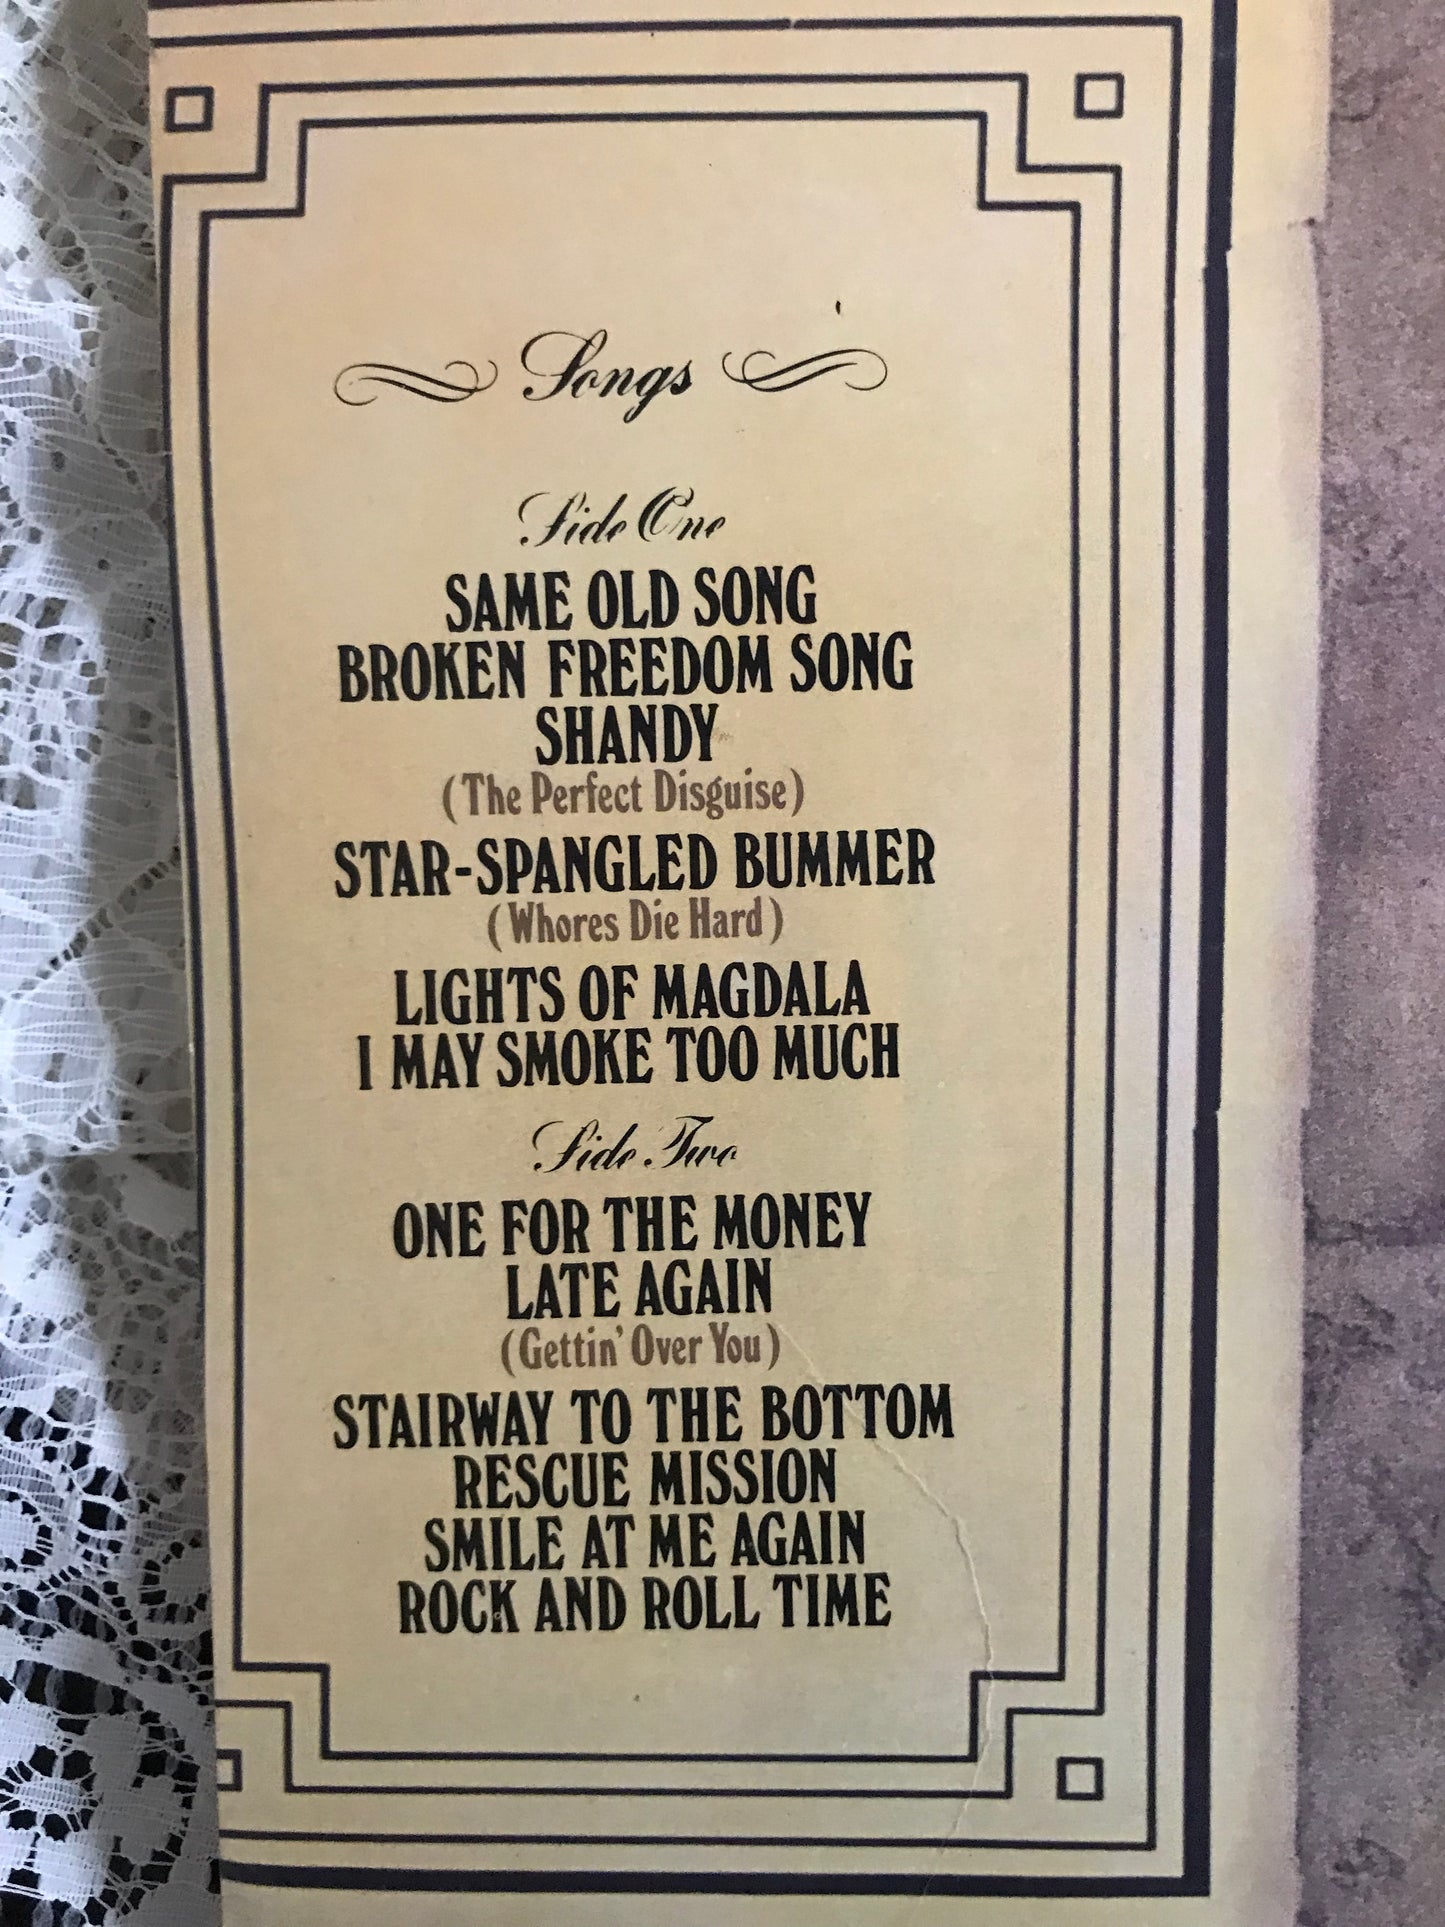 Songs
Side One
SAME OLD SONG
BROKEN FREEDOM SONG
SHANDY
(The Perfect Disguise)
STAR-SPANGLED BUMMER
(Whores Die Hard)
LIGHTS OF MAGDALA
I MAY SMOKE TOO MUCH
Side Two
ONE FOR THE MONEY
LATE AGAIN
(Gettin' Over You)
STAIRWAY TO THE BOTTOM
RESCUE MISSION
SMILE AT ME AGAIN
ROCK AND ROLL TIME